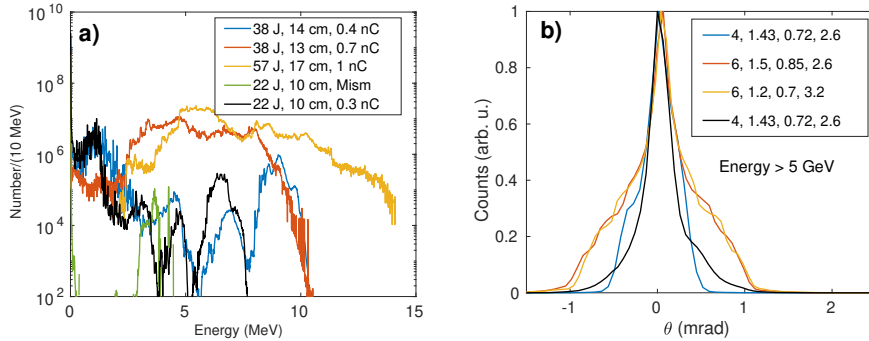 a)
38 J, 14 cm, 0.4 nC
38 J, 13 cm, 0.7 nC
57 J, 17 cm, 1 nC
22 J, 10 cm, Mism
22 J, 10 cm, 0.3 nC
Number/(10 MeV)
10^10
10^8
10^6
10^4
10^2
0
5
10
15
Energy (MeV)
b)
4, 1.43, 0.72, 2.6
6, 1.5, 0.85, 2.6
6, 1.2, 0.7, 3.2
4, 1.43, 0.72, 2.6
Energy > 5 GeV
Counts (arb. u.)
1
0.8
0.6
0.4
0.2
0
-1
0
1
2
θ (mrad)